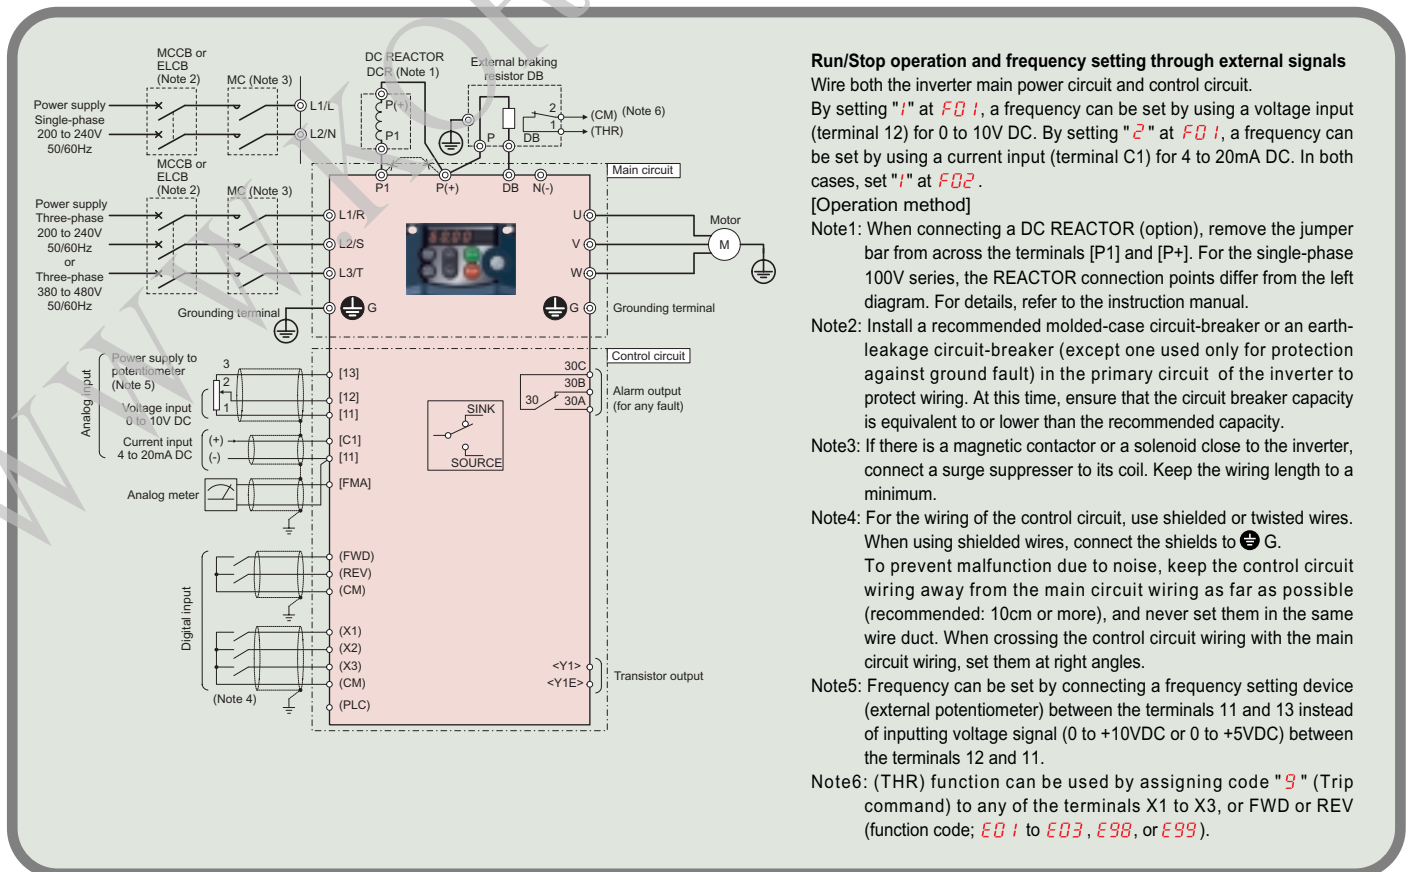 MCCB or
ELCB
(Note 2)
MC (Note 3)
DC REACTOR
DCR (Note 1)
External braking
resistor DB
Power supply
Single-phase
200 to 240V
50/60Hz
L1/L
L2/N
P(+)
P1
P
DB
2
1
(CM)
(Note 6)
(THR)
MCCB or
ELCB
(Note 2)
MC (Note 3)
Main circuit
P1
P(+)
DB
N(-)
Power supply
Three-phase
200 to 240V
50/60Hz
or
Three-phase
380 to 480V
50/60Hz
L1/R
L2/S
L3/T
U
V
W
Motor
M
Grounding terminal
G
G
Grounding terminal
Control circuit
Analog input
Power supply to
potentiometer
(Note 5)
Voltage input
0 to 10V DC
3
2
1
[13]
[12]
[11]
Current input
4 to 20mA DC
(+)
(-)
[C1]
[11]
Analog meter
[FMA]
SINK
SOURCE
30C
30B
30
30A
Alarm output
(for any fault)
Digital input
(FWD)
(REV)
(CM)
(X1)
(X2)
(X3)
(CM)
(PLC)
(Note 4)
<Y1>
<Y1E>
Transistor output
WWW.KOR
Run/Stop operation and frequency setting through external signals
Wire both the inverter main power circuit and control circuit.
By setting "1" at F01, a frequency can be set by using a voltage input
(terminal 12) for 0 to 10V DC. By setting "2" at F01, a frequency can
be set by using a current input (terminal C1) for 4 to 20mA DC. In both
cases, set "1" at F02.
[Operation method]
Note1: When connecting a DC REACTOR (option), remove the jumper
bar from across the terminals [P1] and [P+]. For the single-phase
100V series, the REACTOR connection points differ from the left
diagram. For details, refer to the instruction manual.
Note2: Install a recommended molded-case circuit-breaker or an earth-
leakage circuit-breaker (except one used only for protection
against ground fault) in the primary circuit of the inverter to
protect wiring. At this time, ensure that the circuit breaker capacity
is equivalent to or lower than the recommended capacity.
Note3: If there is a magnetic contactor or a solenoid close to the inverter,
connect a surge suppresser to its coil. Keep the wiring length to a
minimum.
Note4: For the wiring of the control circuit, use shielded or twisted wires.
When using shielded wires, connect the shields to G.
To prevent malfunction due to noise, keep the control circuit
wiring away from the main circuit wiring as far as possible
(recommended: 10cm or more), and never set them in the same
wire duct. When crossing the control circuit wiring with the main
circuit wiring, set them at right angles.
Note5: Frequency can be set by connecting a frequency setting device
(external potentiometer) between the terminals 11 and 13 instead
of inputting voltage signal (0 to +10VDC or 0 to +5VDC) between
the terminals 12 and 11.
Note6: (THR) function can be used by assigning code "9" (Trip
command) to any of the terminals X1 to X3, or FWD or REV
(function code; E01 to E03, E98, or E99).